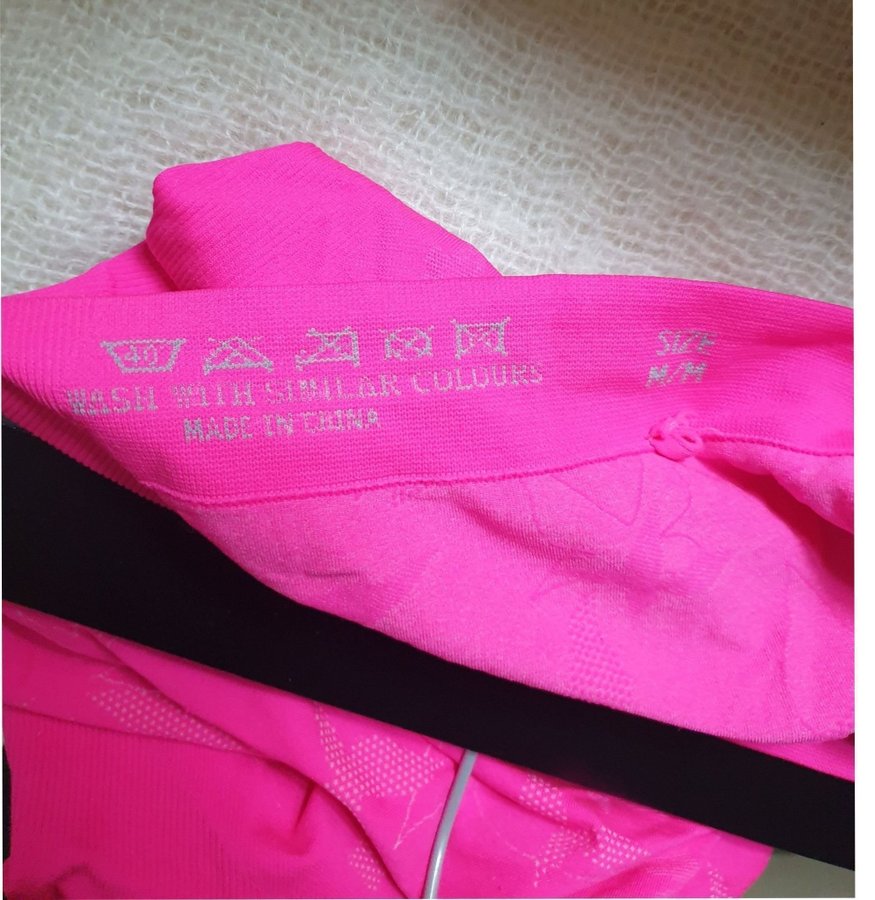 40
WASH WITH SIMILAR COLOURS
MADE IN CHINA
SIZE
M/M